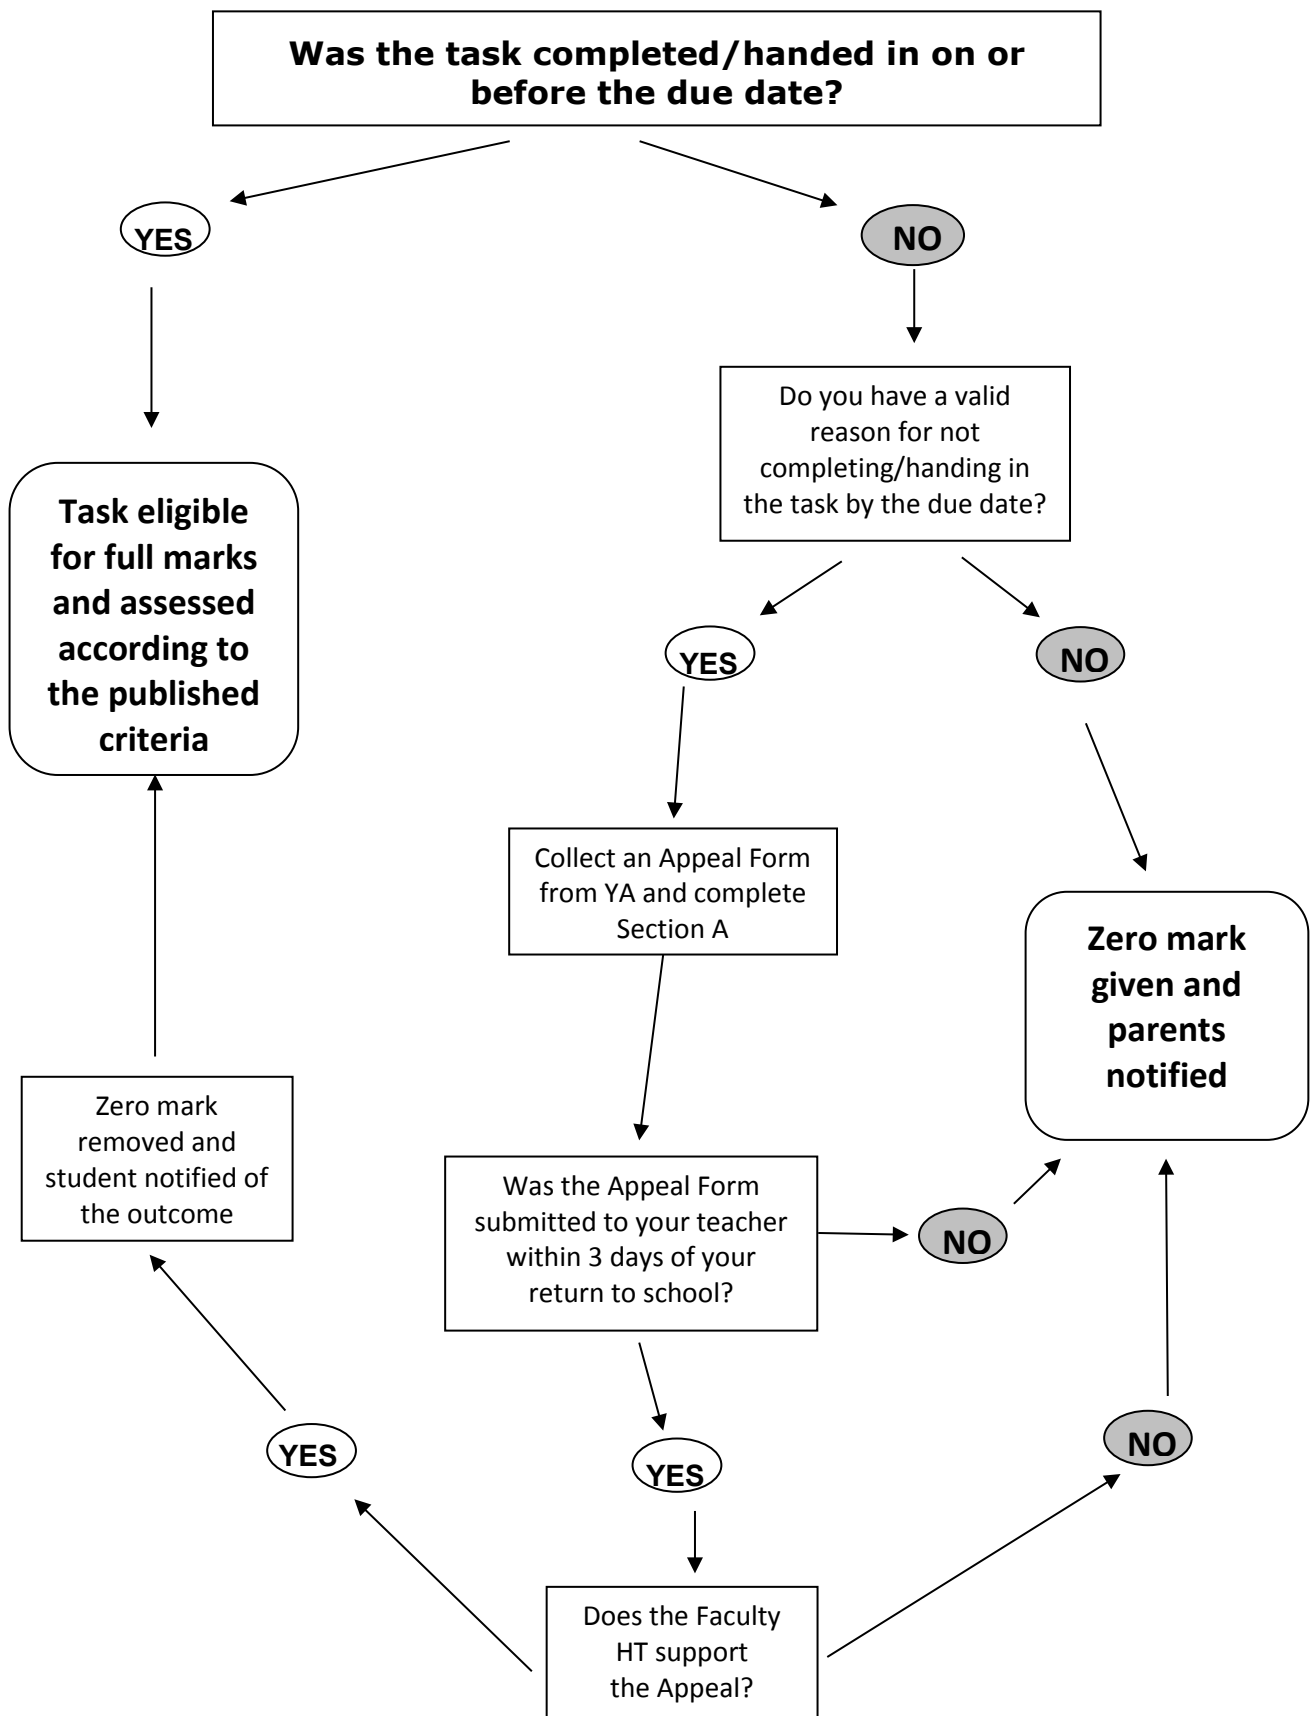 Was the task completed/handed in on or
before the due date?
YES
NO
Do you have a valid
reason for not
completing/handing in
the task by the due date?
Task eligible
for full marks
and assessed
according to
the published
criteria
YES
NO
Collect an Appeal Form
from YA and complete
Section A
Zero mark
given and
parents
notified
Zero mark
removed and
student notified of
the outcome
Was the Appeal Form
submitted to your teacher
within 3 days of your
return to school?
NO
YES
YES
NO
Does the Faculty
HT support
the Appeal?